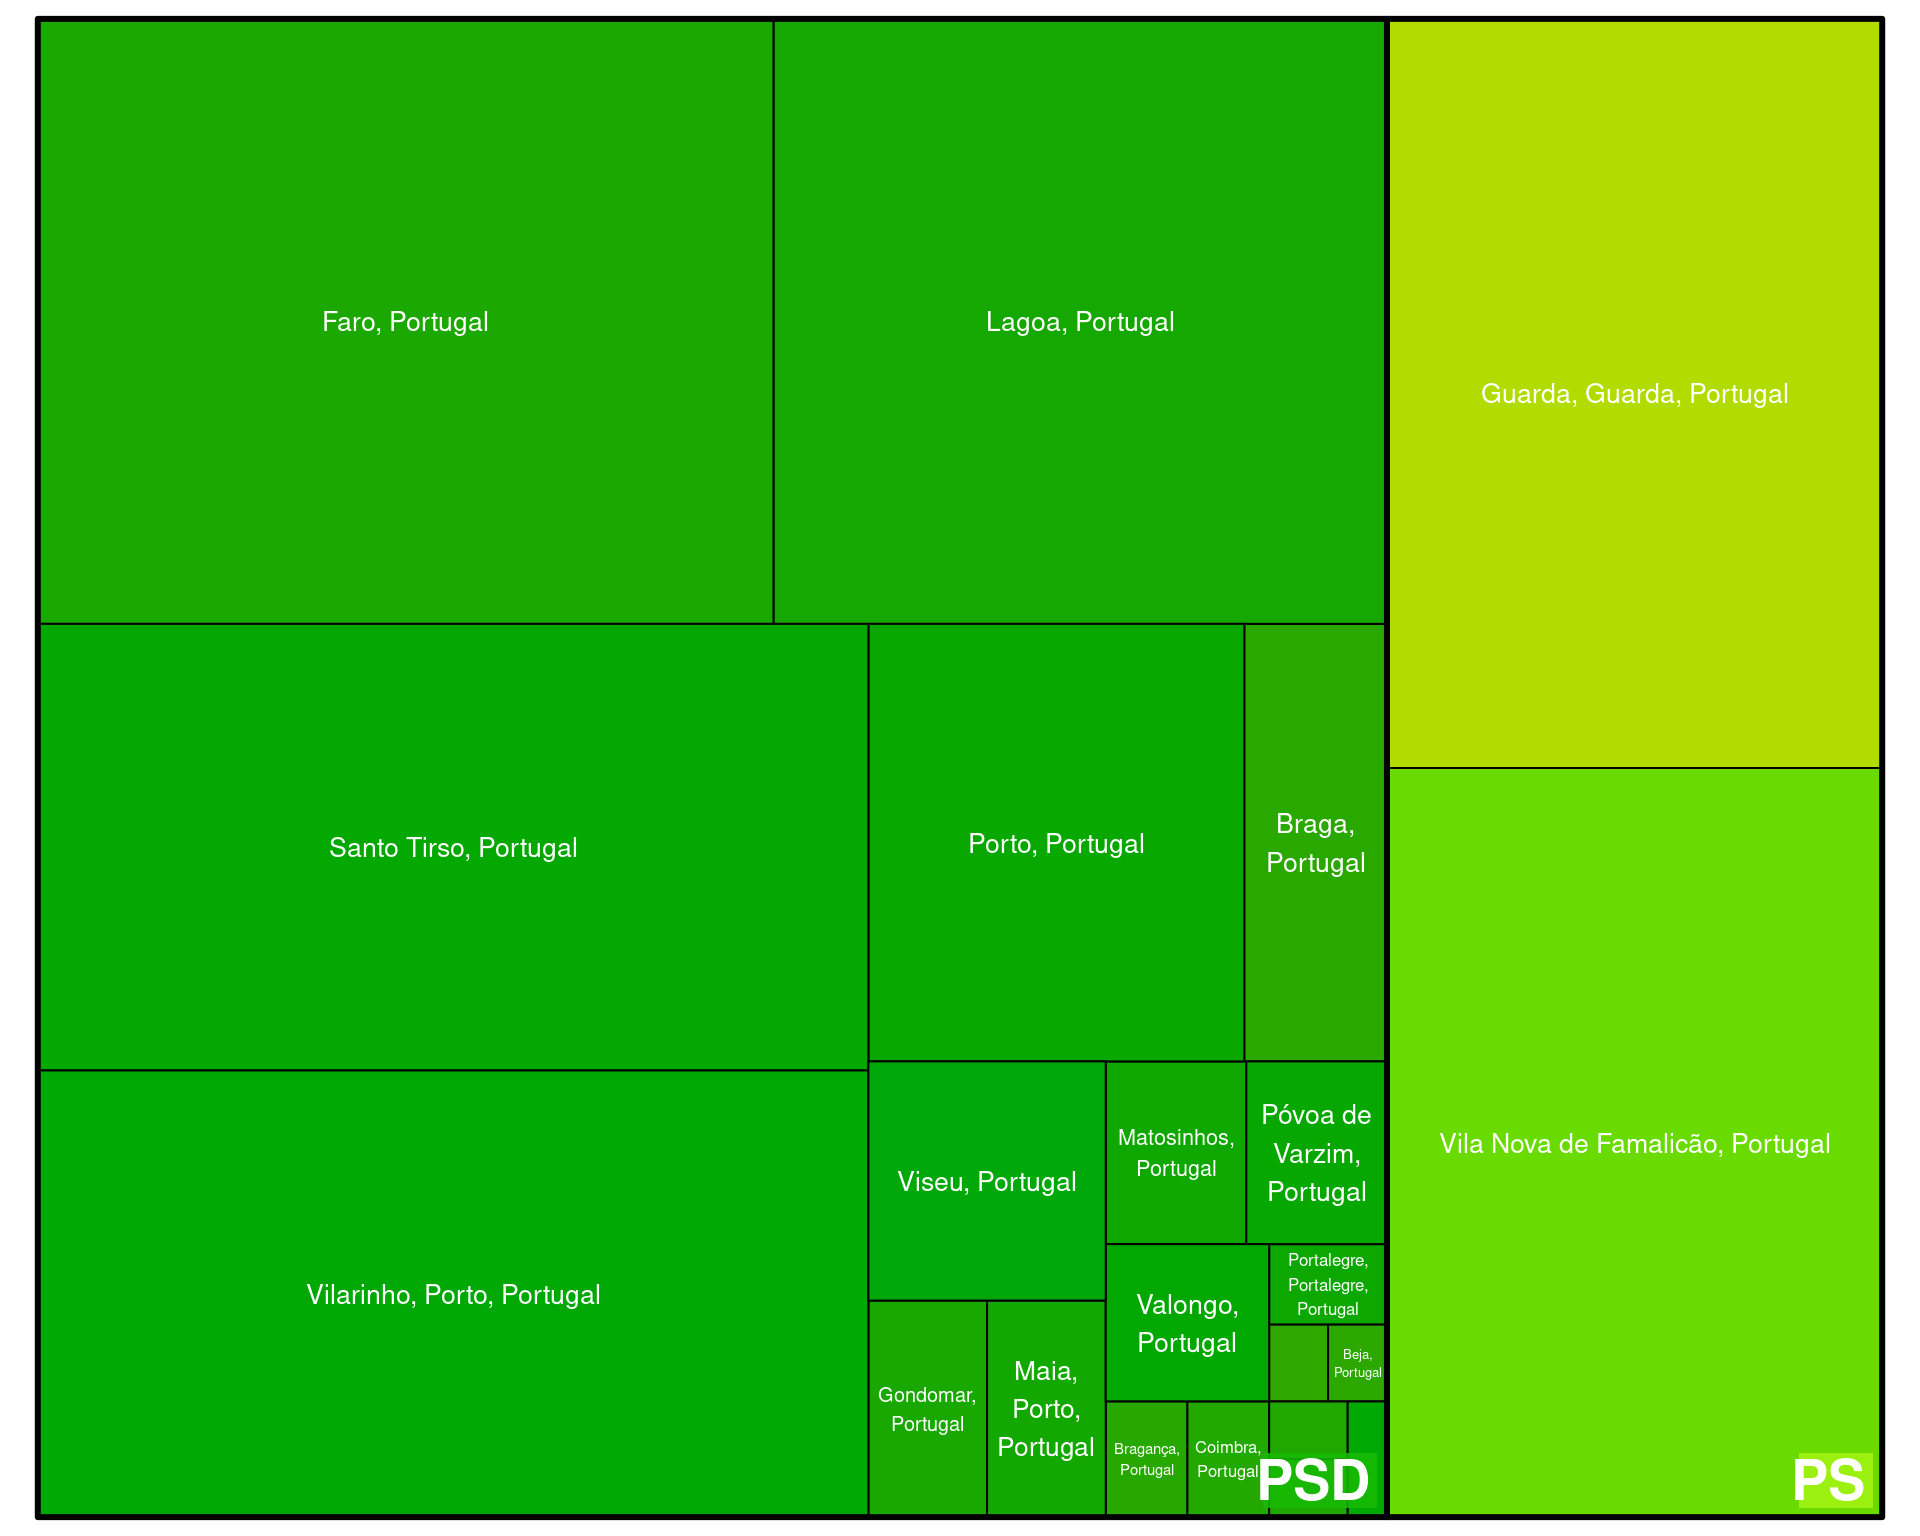 Faro, Portugal
Lagoa, Portugal
Guarda, Guarda, Portugal
Santo Tirso, Portugal
Porto, Portugal
Braga,
Portugal
Vila Nova de Famalicão, Portugal
Vilarinho, Porto, Portugal
Viseu, Portugal
Matosinhos,
Portugal
Póvoa de
Varzim,
Portugal
Valongo,
Portugal
Portalegre,
Portalegre,
Portugal
Beja,
Portugal
Gondomar,
Portugal
Maia,
Porto,
Portugal
Bragança,
Portugal
Coimbra,
Portugal
PSD
PS